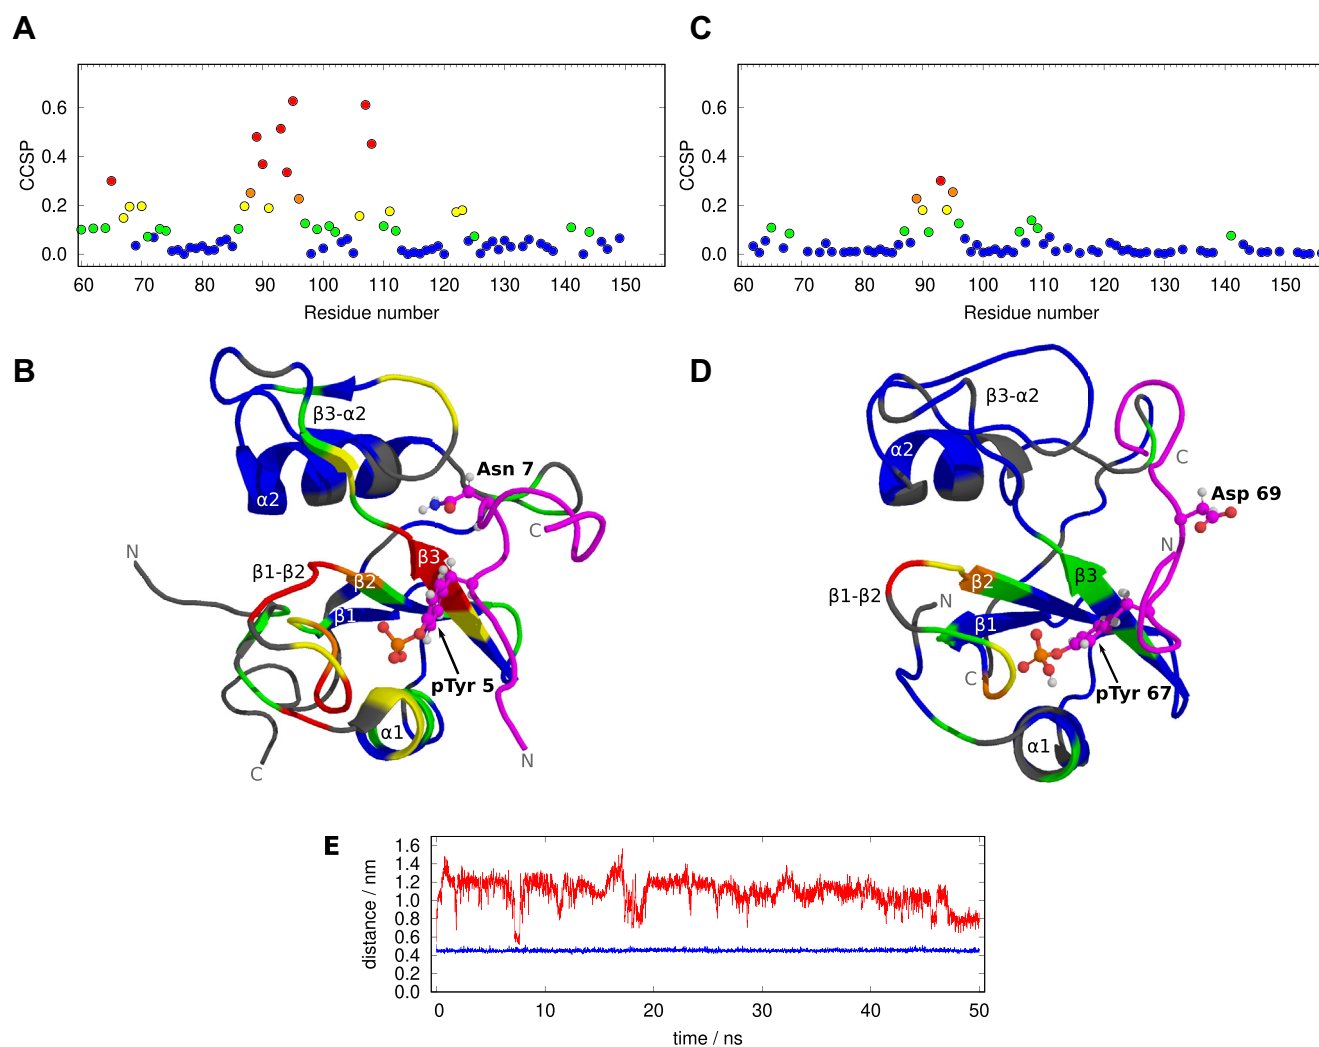 A
C
0.6
0.4
0.2
0.0
CCSP
60 70 80 90 100 110 120 130 140 150
Residue number
0.6
0.4
0.2
0.0
CCSP
60 70 80 90 100 110 120 130 140 150
Residue number
B
β3-α2
α2
Asn 7
C
N
β1-β2
β3
β2
β1
pTyr 5
α1
C
N
D
β3-α2
α2
C
Asp 69
N
β3
β2
β1-β2
N
β1
C
pTyr 67
α1
E
1.6
1.4
1.2
1.0
0.8
0.6
0.4
0.2
0.0
distance / nm
0 10 20 30 40 50
time / ns